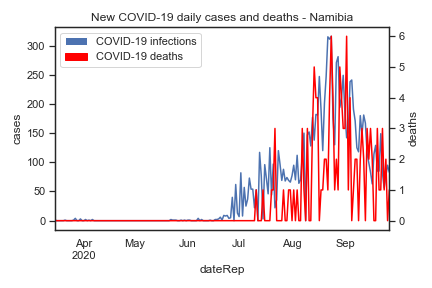 New COVID-19 daily cases and deaths - Namibia
COVID-19 infections
COVID-19 deaths
300
250
200
150
100
50
0
cases
6
5
4
3
2
1
0
deaths
Apr
2020
May
Jun
Jul
Aug
Sep
dateRep